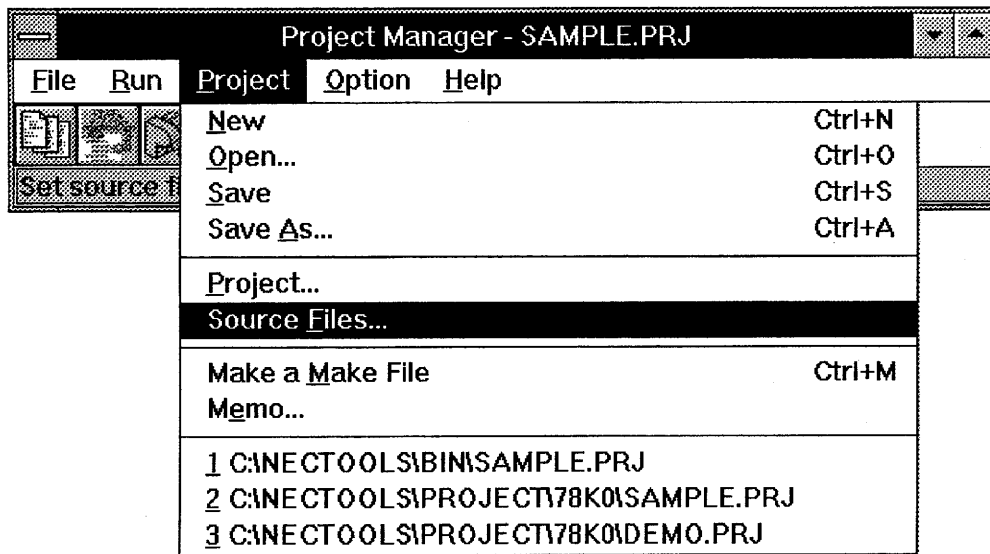 Project Manager - SAMPLE.PRJ
File Run Project Option Help
New Ctrl+N
Open... Ctrl+O
Set source
Save Ctrl+S
Save As... Ctrl+A
Project...
Source Files...
Make a Make File Ctrl+M
Memo...
1 C:\NECTOOLS\BIN\SAMPLE.PRJ
2 C:\NECTOOLS\PROJECT\78K0\SAMPLE.PRJ
3 C:\NECTOOLS\PROJECT\78K0\DEMO.PRJ